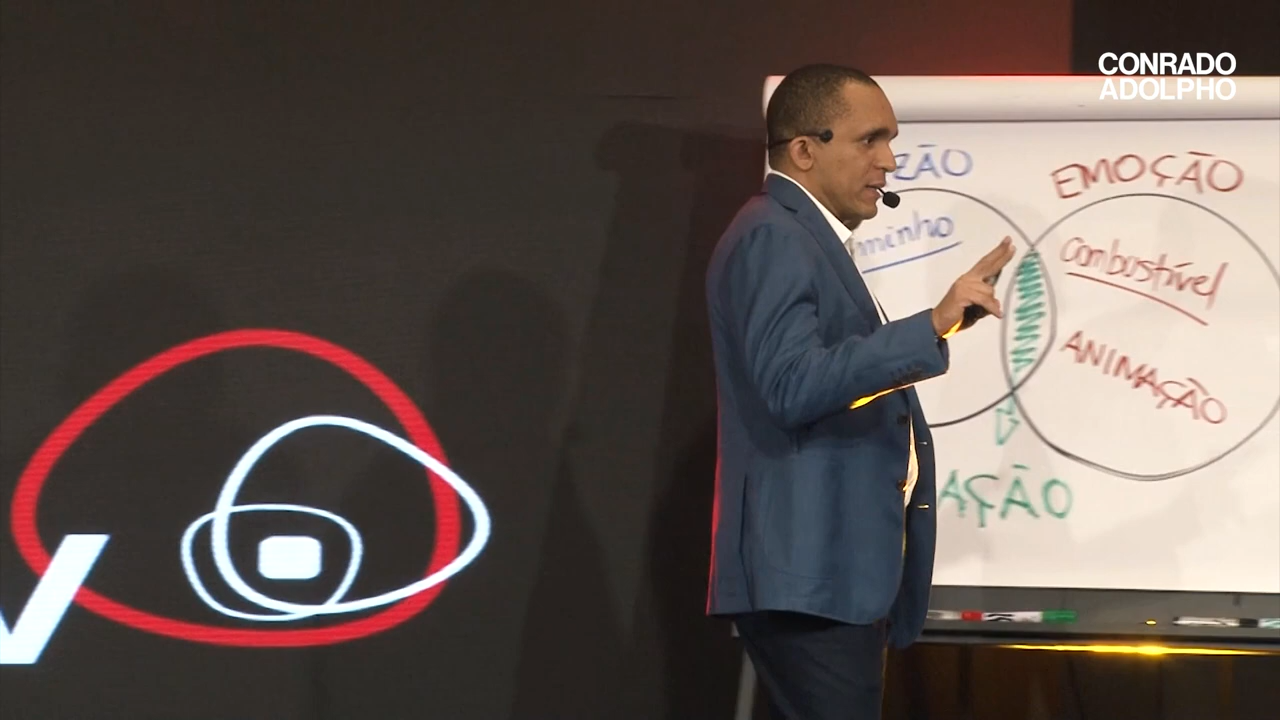 CONRADO
ADOLPHO
ZÃO
EMOÇÃO
minho
combustível
ANIMAÇÃO
AÇÃO